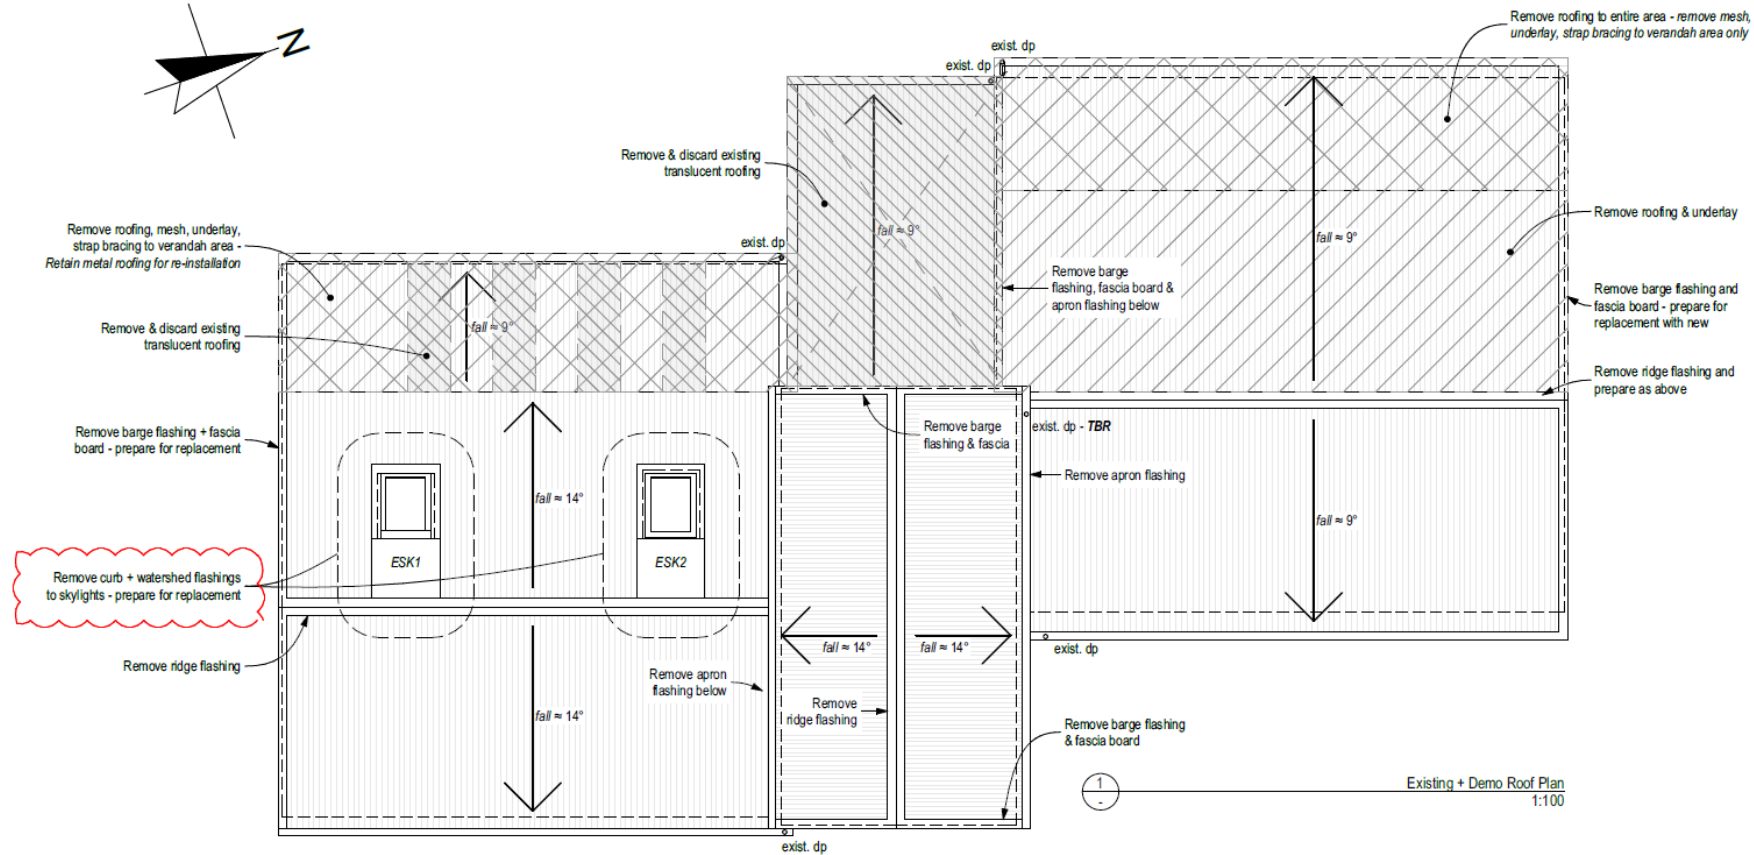 N
Remove roofing to entire area - remove mesh,
underlay, strap bracing to verandah area only
exist. dp
exist. dp
Remove & discard existing
translucent roofing
fall ≈ 9°
fall ≈ 9°
Remove roofing & underlay
Remove roofing, mesh, underlay,
strap bracing to verandah area -
Retain metal roofing for re-installation
exist. dp
Remove barge
flashing, fascia board &
apron flashing below
Remove barge flashing and
fascia board - prepare for
replacement with new
Remove & discard existing
translucent roofing
fall ≈ 9°
Remove ridge flashing and
prepare as above
Remove barge flashing + fascia
board - prepare for replacement
Remove barge
flashing & fascia
exist. dp - TBR
Remove apron flashing
fall ≈ 14°
fall ≈ 9°
ESK1
ESK2
Remove curb + watershed flashings
to skylights - prepare for replacement
Remove ridge flashing
fall ≈ 14°
fall ≈ 14°
exist. dp
Remove apron
flashing below
Remove
ridge flashing
fall ≈ 14°
Remove barge flashing
& fascia board
1
-
Existing + Demo Roof Plan
1:100
exist. dp